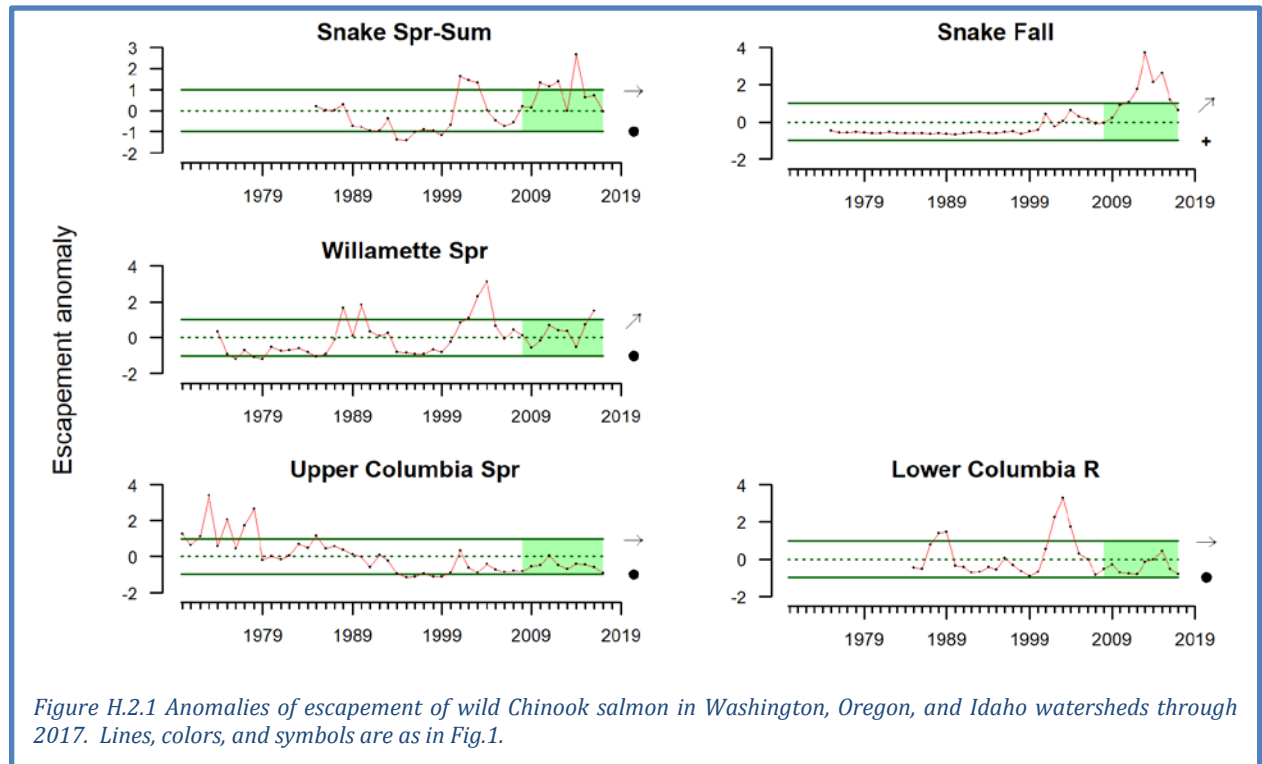 Snake Spr-Sum
3
2
1
0
-1
-2
1979 1989 1999 2009 2019
→
●
Snake Fall
4
2
0
-2
1979 1989 1999 2009 2019
↗
+
Escapement anomaly
Willamette Spr
4
2
0
-2
1979 1989 1999 2009 2019
↗
●
Upper Columbia Spr
4
2
0
-2
1979 1989 1999 2009 2019
→
●
Lower Columbia R
4
2
0
-2
1979 1989 1999 2009 2019
→
●
Figure H.2.1 Anomalies of escapement of wild Chinook salmon in Washington, Oregon, and Idaho watersheds through
2017. Lines, colors, and symbols are as in Fig.1.